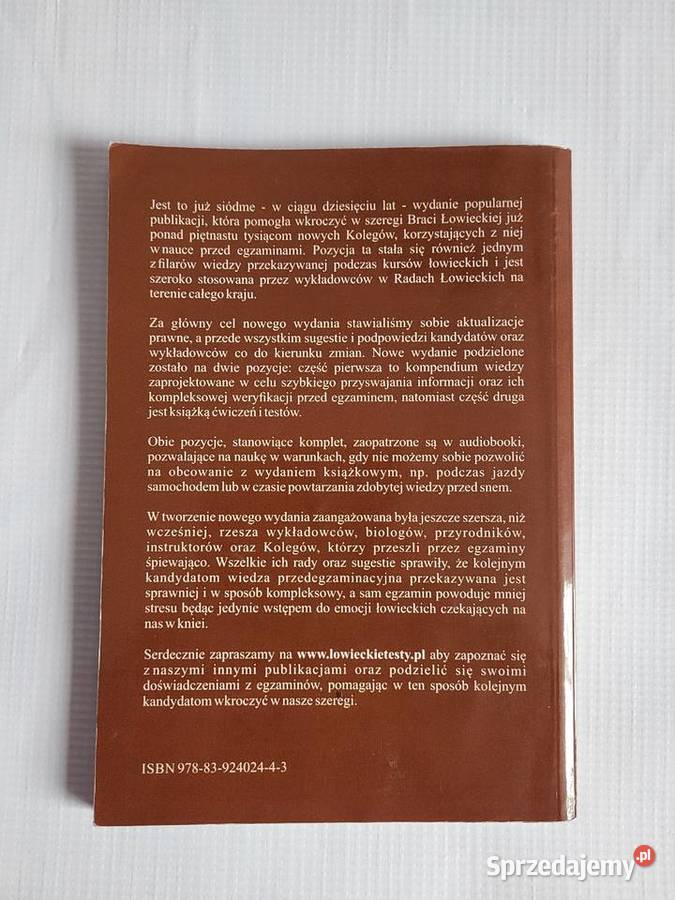 Jest to już siódme - w ciągu dziesięciu lat - wydanie popularnej
publikacji, która pomogła wkroczyć w szeregi Braci Łowieckiej już
ponad piętnastu tysiącom nowych Kolegów, korzystających z niej
w nauce przed egzaminami. Pozycja ta stała się również jednym
z filarów wiedzy przekazywanej podczas kursów łowieckich i jest
szeroko stosowana przez wykładowców w Radach Łowieckich na
terenie całego kraju.
Za główny cel nowego wydania stawialiśmy sobie aktualizacje
prawne, a przede wszystkim sugestie i podpowiedzi kandydatów oraz
wykładowców co do kierunku zmian. Nowe wydanie podzielone
zostało na dwie pozycje: część pierwsza to kompendium wiedzy
zaprojektowane w celu szybkiego przyswajania informacji oraz ich
kompleksowej weryfikacji przed egzaminem, natomiast część druga
jest książką ćwiczeń i testów.
Obie pozycje, stanowiące komplet, zaopatrzone są w audiobooki,
pozwalające na naukę w warunkach, gdy nie możemy sobie pozwolić
na obcowanie z wydaniem książkowym, np. podczas jazdy
samochodem lub w czasie powtarzania zdobytej wiedzy przed snem.
W tworzenie nowego wydania zaangażowana była jeszcze szersza, niż
wcześniej, rzesza wykładowców, biologów, przyrodników,
instruktorów oraz Kolegów, którzy przeszli przez egzaminy
śpiewająco. Wszelkie ich rady oraz sugestie sprawiły, że kolejnym
kandydatom wiedza przedegzaminacyjna przekazywana jest
sprawniej i w sposób kompleksowy, a sam egzamin powoduje mniej
stresu będąc jedynie wstępem do emocji łowieckich czekających na
nas w kniei.
Serdecznie zapraszamy na www.lowieckietesty.pl aby zapoznać się
z naszymi innymi publikacjami oraz podzielić się swoimi
doświadczeniami z egzaminów, pomagając w ten sposób kolejnym
kandydatom wkroczyć w nasze szeregi.
ISBN 978-83-924024-4-3
Sprzedajemy.pl